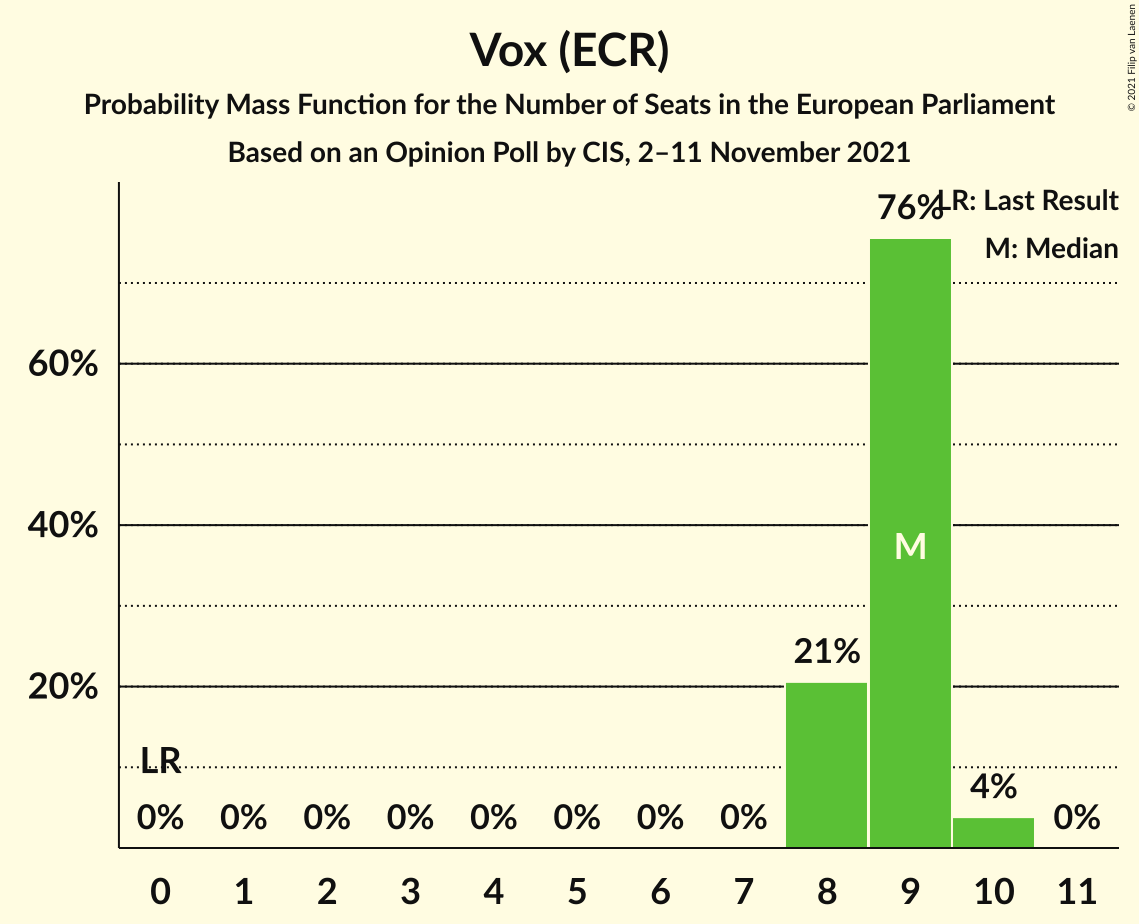 Vox (ECR)
Probability Mass Function for the Number of Seats in the European Parliament
Based on an Opinion Poll by CIS, 2–11 November 2021
© 2021 Filip van Laenen
LR: Last Result
M: Median
76%
60%
40%
M
21%
20%
LR
4%
0% 0% 0% 0% 0% 0% 0% 0% 0%
0 1 2 3 4 5 6 7 8 9 10 11